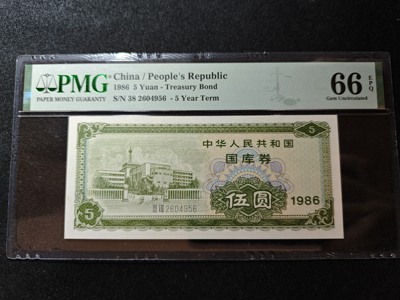 PMG
PAPER MONEY GUARANTY
China / People's Republic
1986 5 Yuan - Treasury Bond
S/N 38 2604956 - 5 Year Term
66 EPQ
Gem Uncirculated
5
中华人民共和国
国库券
伍圆
1986
5
2604956